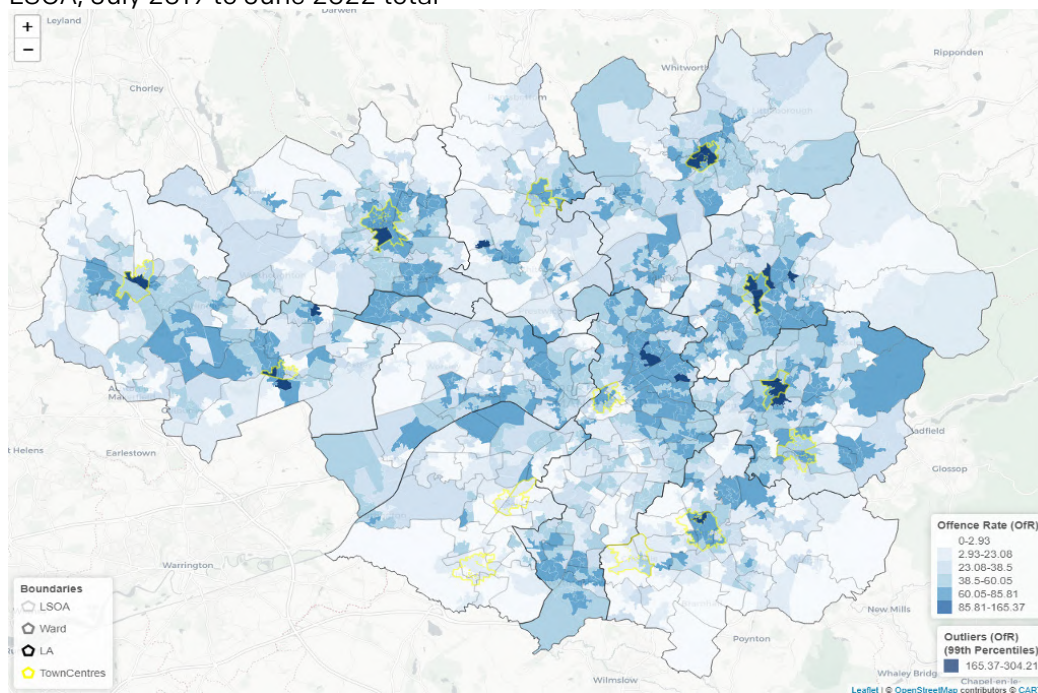 LSOA, July to June 2022 total
+
−
Leyland
Darwen
Ripponden
Whitworth
Chorley
Earlestown
Glossop
Warrington
New Mills
Poynton
Wilmslow
Whaley Bridge
Chapel-en-le
Boundaries
LSOA
Ward
LA
TownCentres
Offence Rate (OfR)
0-2.93
2.93-23.08
23.08-38.5
38.5-60.05
60.05-85.81
85.81-165.37
Outliers (OfR)
(99th Percentiles)
165.37-304.21
Leaflet | © OpenStreetMap contributors © CAR